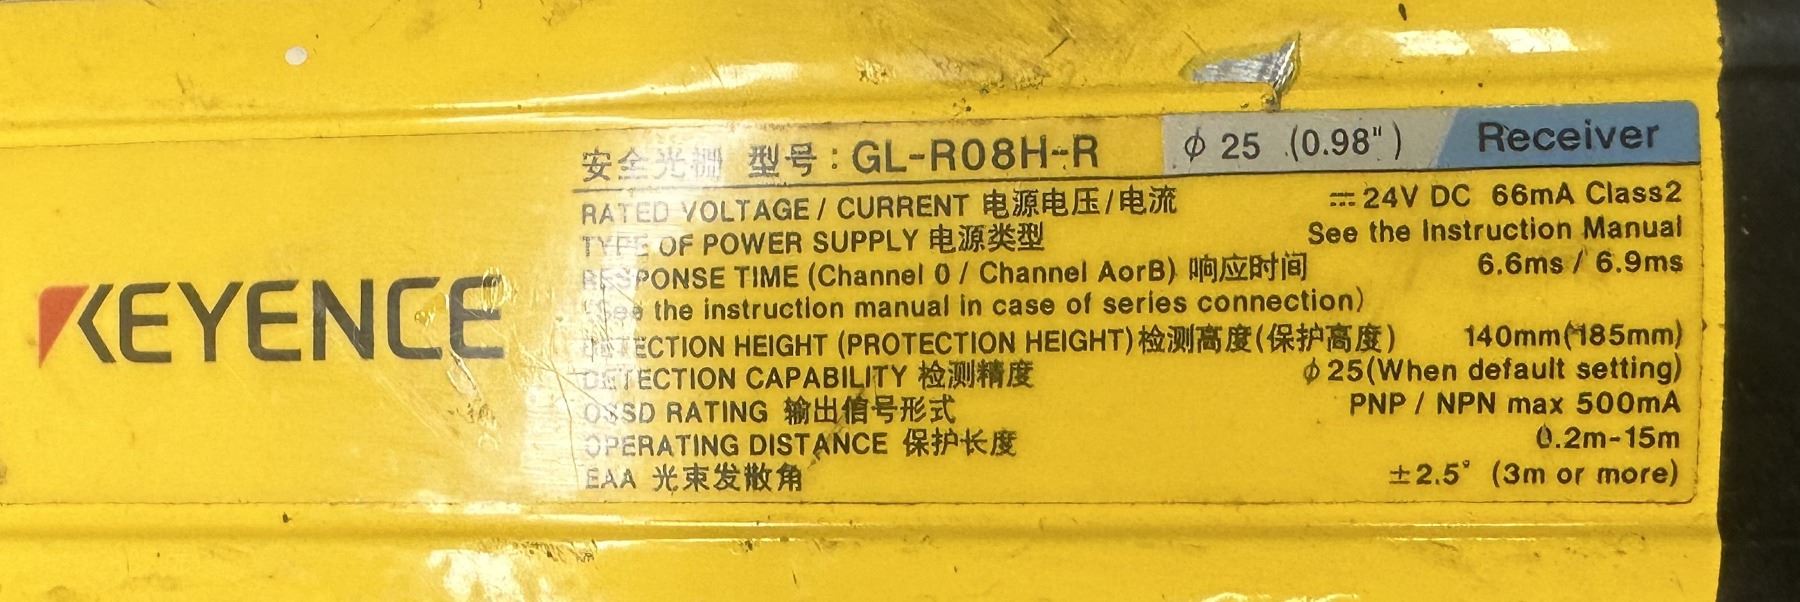 KEYENCE
安全光栅 型号：GL-R08H-R ϕ 25 (0.98") Receiver
RATED VOLTAGE / CURRENT 电源电压/电流 ⎓ 24V DC 66mA Class2
TYPE OF POWER SUPPLY 电源类型 See the Instruction Manual
RESPONSE TIME (Channel 0 / Channel AorB) 响应时间 6.6ms / 6.9ms
(See the instruction manual in case of series connection)
DETECTION HEIGHT (PROTECTION HEIGHT) 检测高度(保护高度) 140mm(185mm)
DETECTION CAPABILITY 检测精度 ϕ 25(When default setting)
OSSD RATING 输出信号形式 PNP / NPN max 500mA
OPERATING DISTANCE 保护长度 0.2m-15m
EAA 光束发散角 ±2.5° (3m or more)